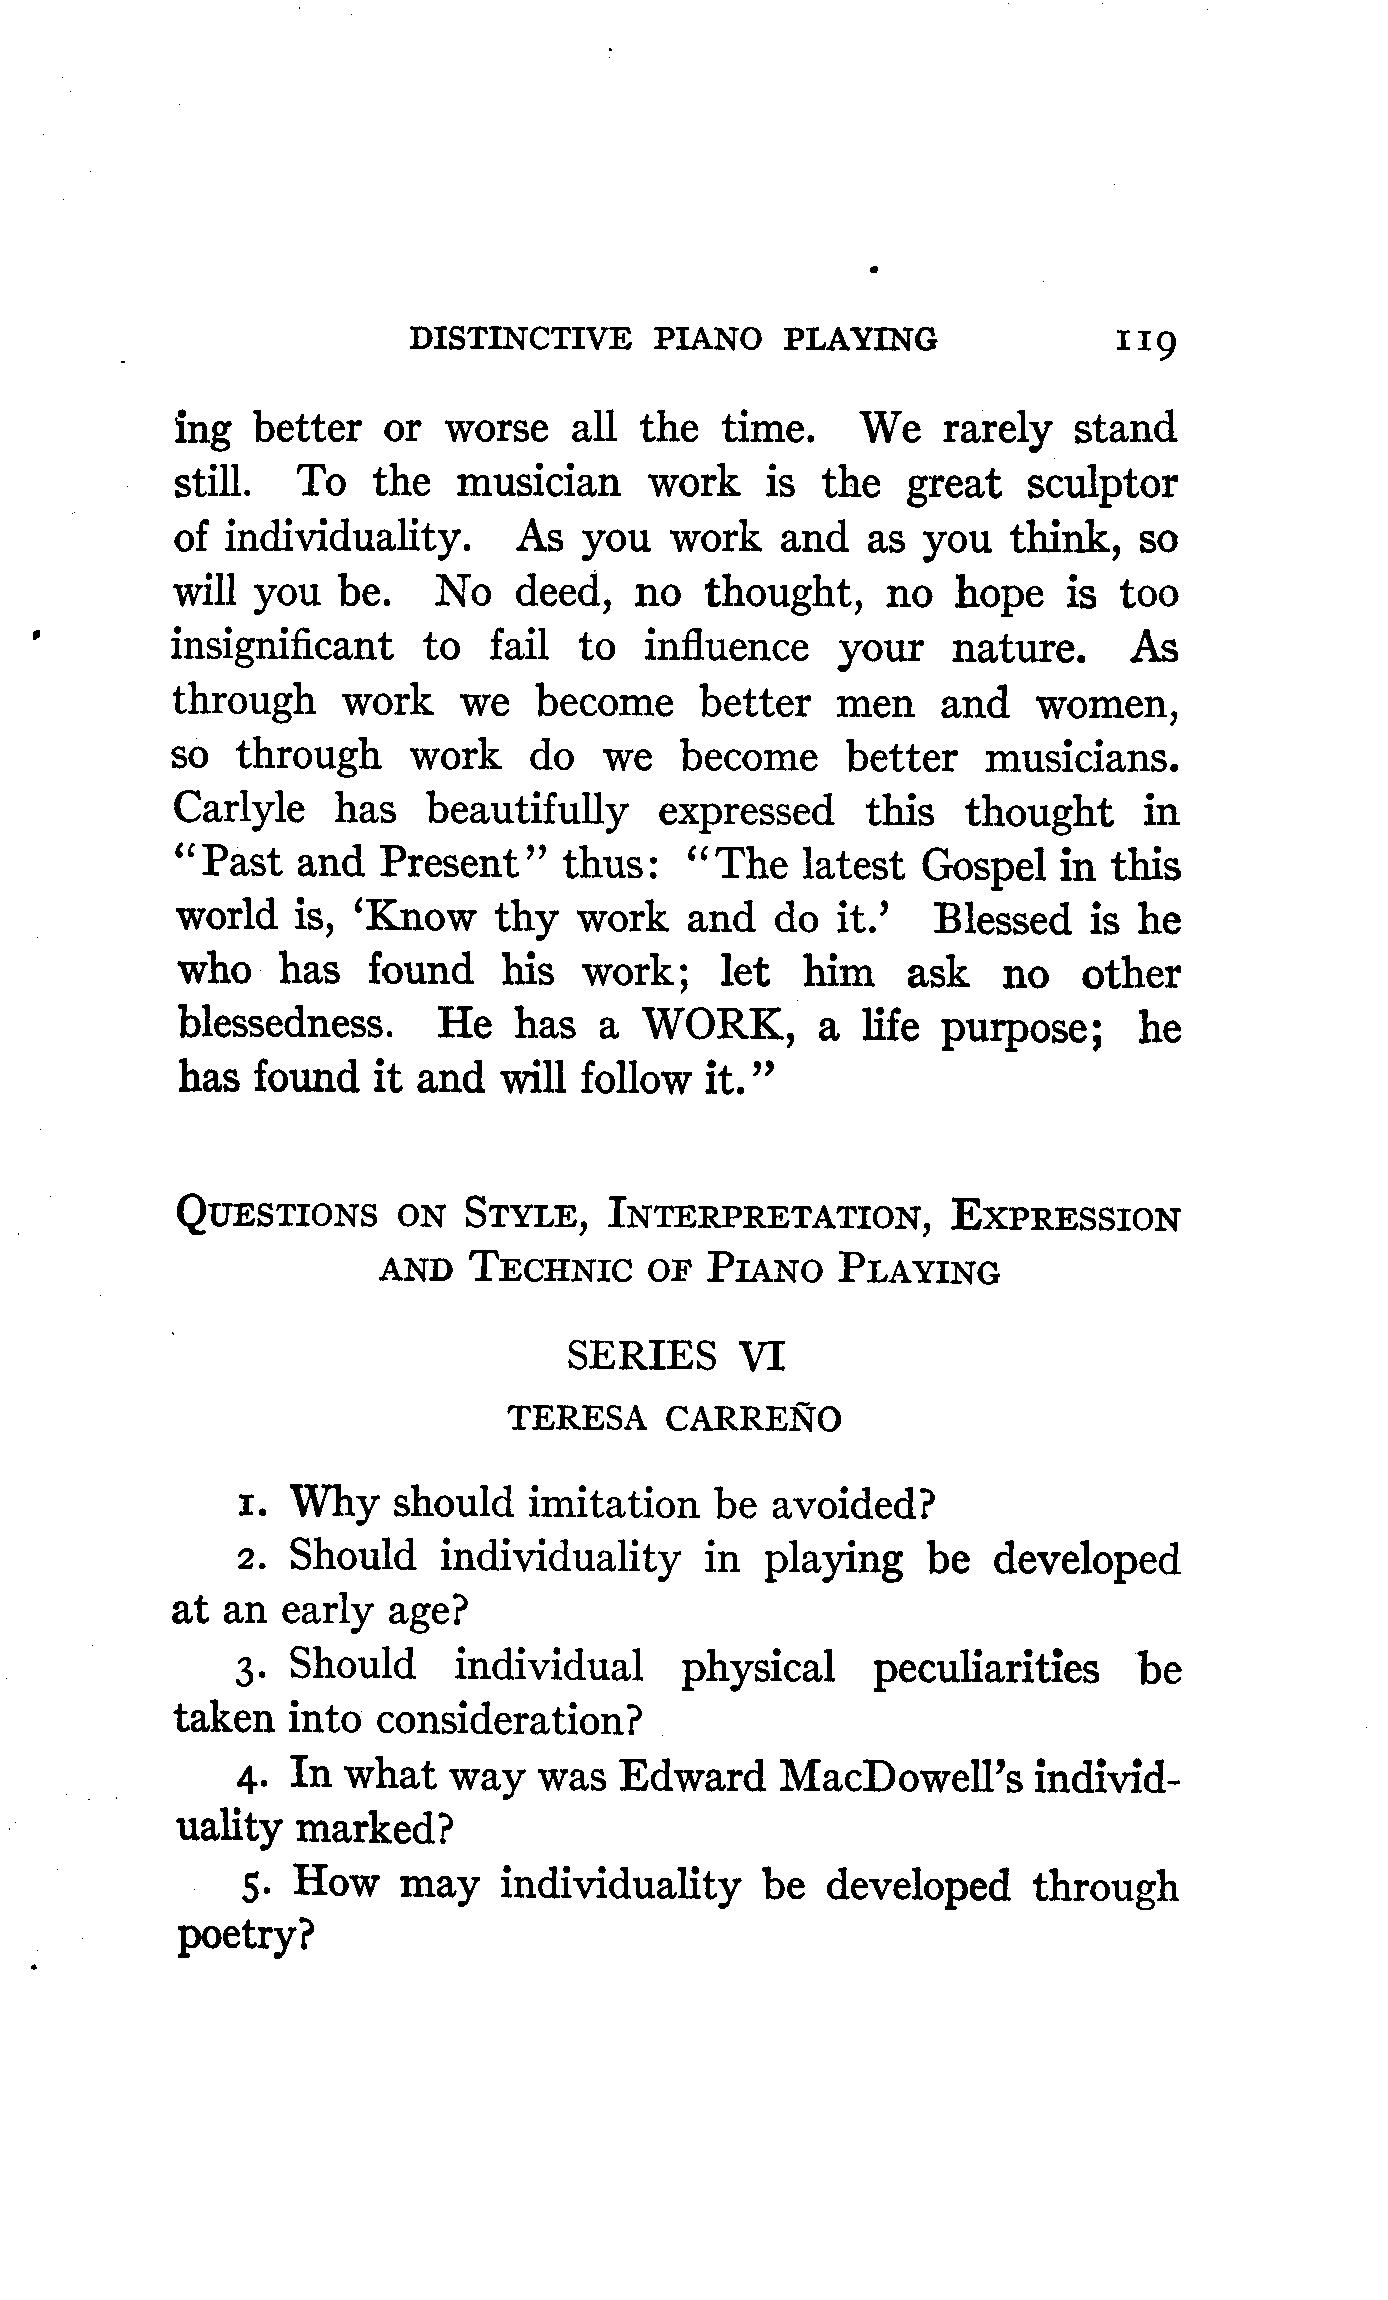 DISTINCTIVE PIANO PLAYING 119
ing better or worse all the time. We rarely stand
still. To the musician work is the great sculptor
of individuality. As you work and as you think, so
will you be. No deed, no thought, no hope is too
insignificant to fail to influence your nature. As
through work we become better men and women,
so through work do we become better musicians.
Carlyle has beautifully expressed this thought in
“Past and Present” thus: “The latest Gospel in this
world is, ‘Know thy work and do it.’ Blessed is he
who has found his work; let him ask no other
blessedness. He has a WORK, a life purpose; he
has found it and will follow it.”
QUESTIONS ON STYLE, INTERPRETATION, EXPRESSION
AND TECHNIC OF PIANO PLAYING
SERIES VI
TERESA CARREÑO
1. Why should imitation be avoided?
2. Should individuality in playing be developed
at an early age?
3. Should individual physical peculiarities be
taken into consideration?
4. In what way was Edward MacDowell’s individ-
uality marked?
5. How may individuality be developed through
poetry?